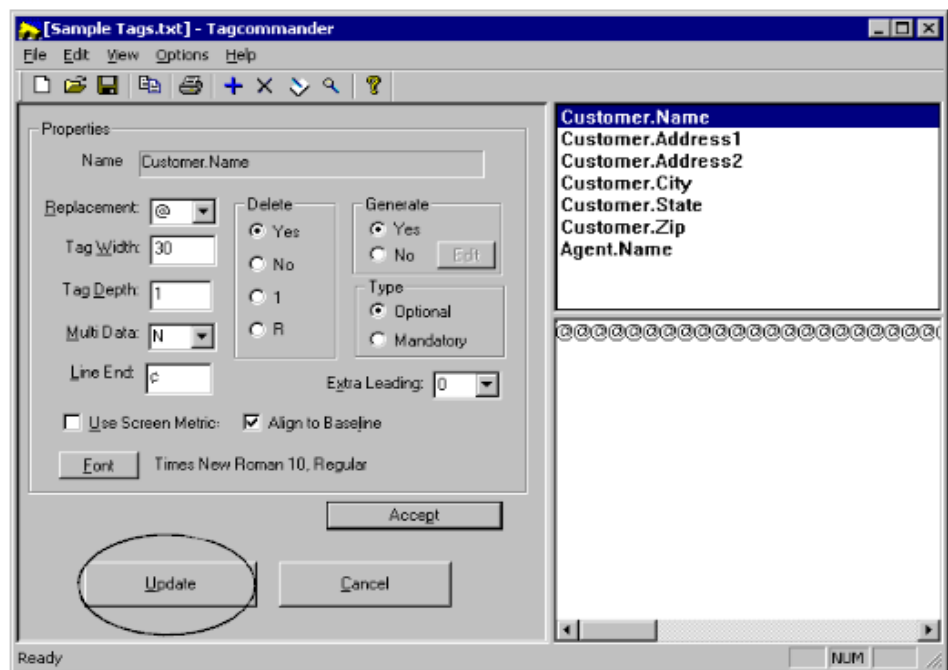 [Sample Tags.txt] - Tagcommander
File Edit View Options Help
Properties
Name Customer.Name
Replacement: @
Tag Width: 30
Tag Depth: 1
Multi Data: N
Line End: ¢
Delete
Yes
No
1
R
Generate
Yes
No Edit
Type
Optional
Mandatory
Extra Leading: 0
Use Screen Metric: Align to Baseline
Font Times New Roman 10, Regular
Accept
Update Cancel
Customer.Name
Customer.Address1
Customer.Address2
Customer.City
Customer.State
Customer.Zip
Agent.Name
@@@@@@@@@@@@@@@@@@@@@@@@@@
Ready NUM